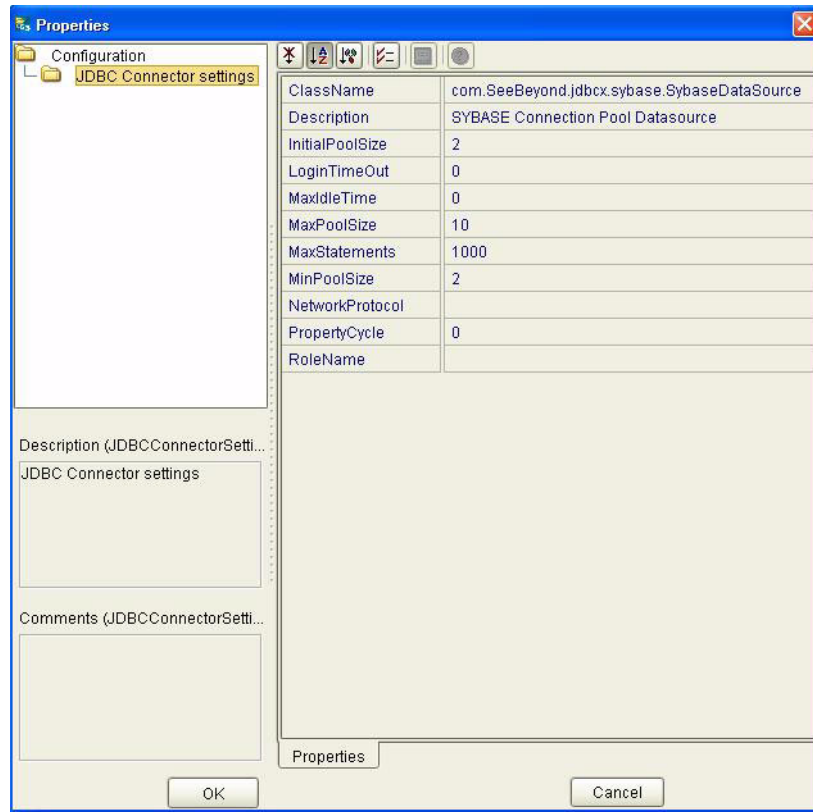 Properties
Configuration
JDBC Connector settings
ClassName com.SeeBeyond.jdbcx.sybase.SybaseDataSource
Description SYBASE Connection Pool Datasource
InitialPoolSize 2
LoginTimeOut 0
MaxIdleTime 0
MaxPoolSize 10
MaxStatements 1000
MinPoolSize 2
NetworkProtocol
PropertyCycle 0
RoleName
Description (JDBCConnectorSetti...
JDBC Connector settings
Comments (JDBCConnectorSetti...
Properties
OK
Cancel